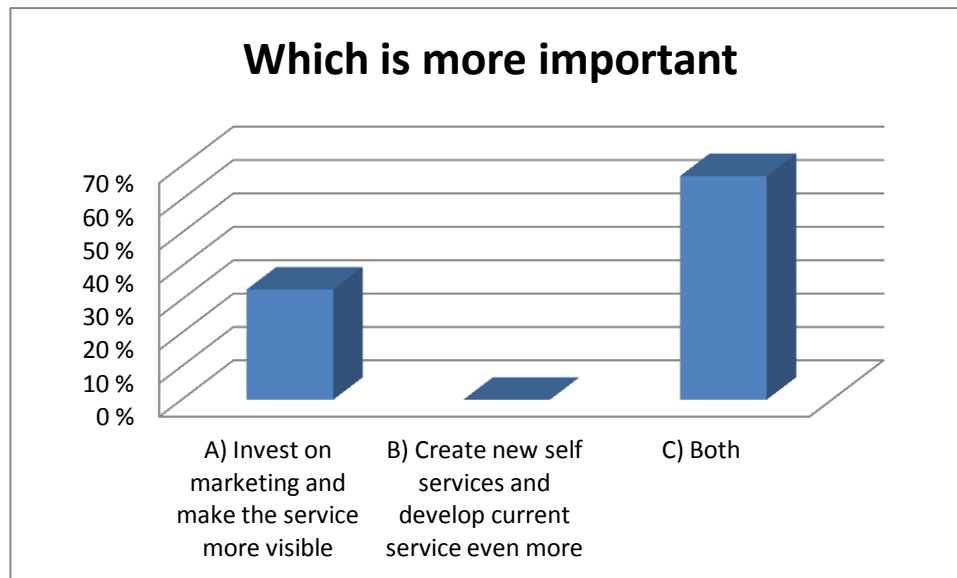 Which is more important
70 %
60 %
50 %
40 %
30 %
20 %
10 %
0 %
A) Invest on
marketing and
make the service
more visible
B) Create new self
services and
develop current
service even more
C) Both